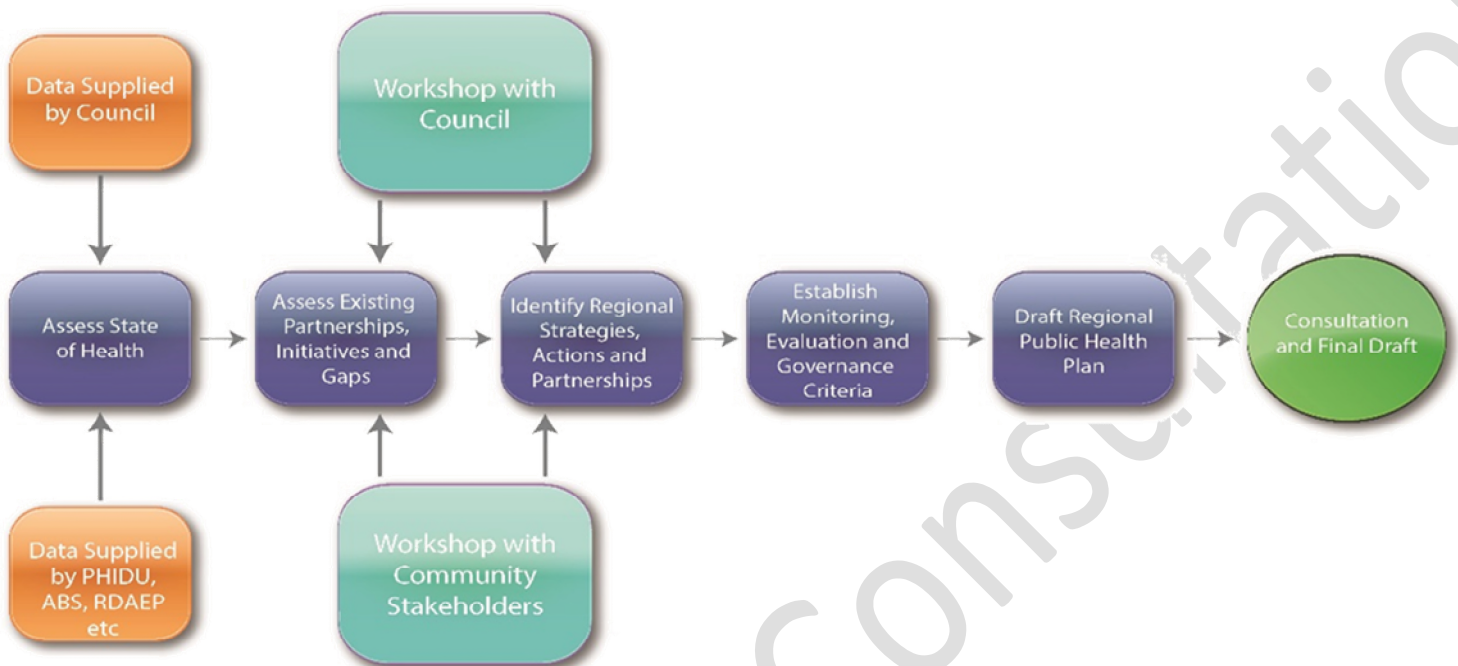 Data Supplied
by Council
Workshop with
Council
Assess State
of Health
Assess Existing
Partnerships,
Initiatives and
Gaps
Identify Regional
Strategies,
Actions and
Partnerships
Establish
Monitoring,
Evaluation and
Governance
Criteria
Draft Regional
Public Health
Plan
Consultation
and Final Draft
Data Supplied
by PHIDU,
ABS, RDAEP
etc
Workshop with
Community
Stakeholders
Consultation